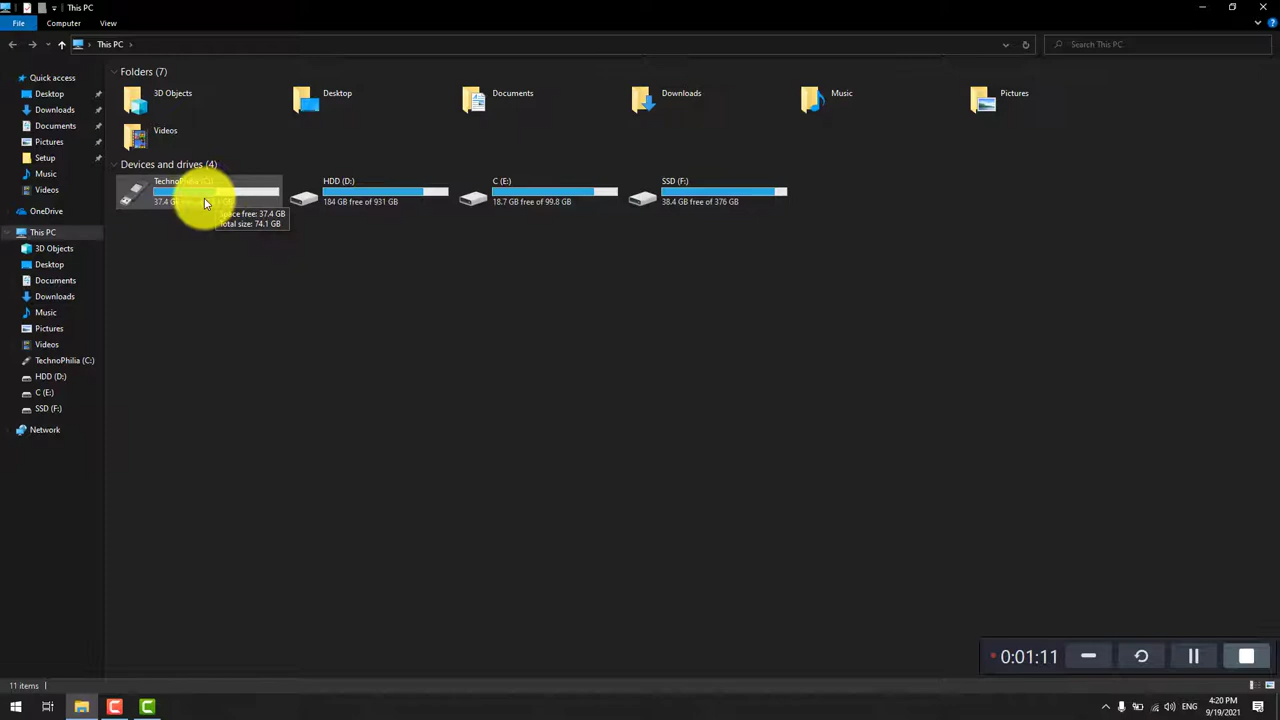 This PC
File
Computer
View
This PC
Search This PC
Quick access
Desktop
Downloads
Documents
Pictures
Setup
Music
Videos
OneDrive
This PC
3D Objects
Desktop
Documents
Downloads
Music
Pictures
Videos
TechnoPhilia (C:)
HDD (D:)
C (E:)
SSD (F:)
Network
Folders (7)
3D Objects
Desktop
Documents
Downloads
Music
Pictures
Videos
Devices and drives (4)
TechnoPhilia (C:)
37.4 GB
Space free: 37.4 GB
Total size: 74.1 GB
HDD (D:)
184 GB free of 931 GB
C (E:)
18.7 GB free of 99.8 GB
SSD (F:)
38.4 GB free of 376 GB
0:01:11
11 items
ENG
4:20 PM
9/19/2021